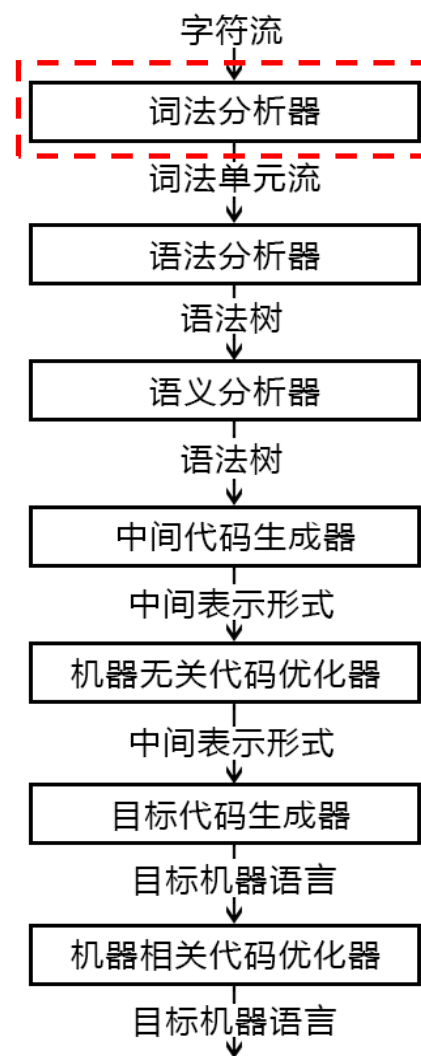 字符流
词法分析器
词法单元流
语法分析器
语法树
语义分析器
语法树
中间代码生成器
中间表示形式
机器无关代码优化器
中间表示形式
目标代码生成器
目标机器语言
机器相关代码优化器
目标机器语言